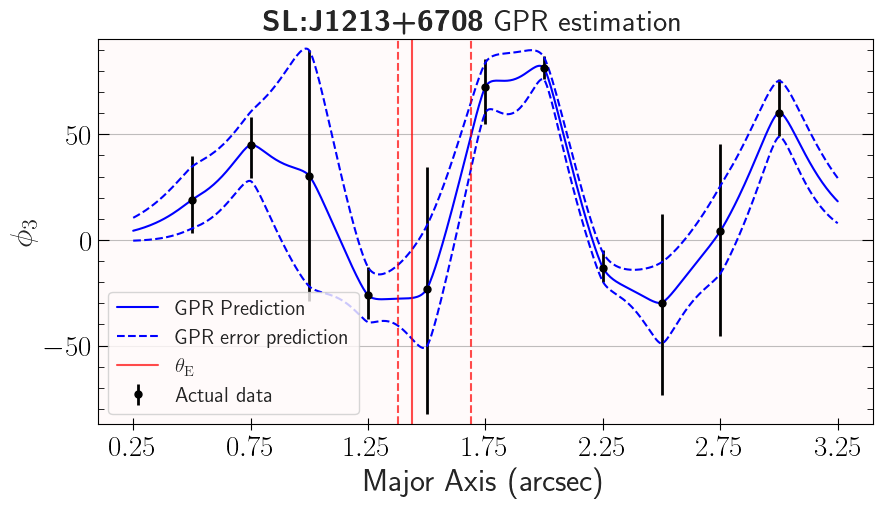 SL:J1213+6708 GPR estimation
ϕ3
50
0
−50
GPR Prediction
GPR error prediction
θE
Actual data
0.25 0.75 1.25 1.75 2.25 2.75 3.25
Major Axis (arcsec)